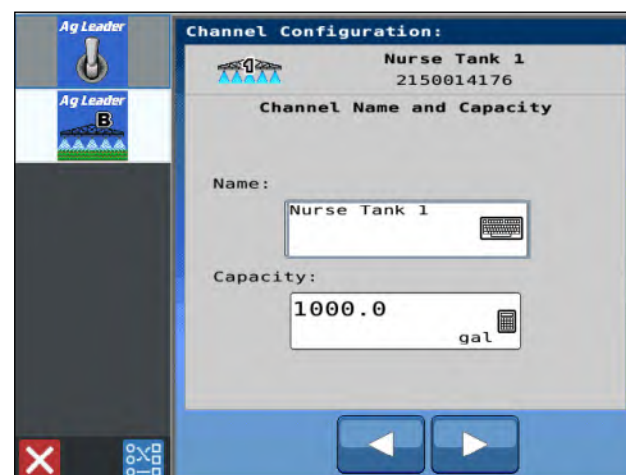 Ag Leader
Ag Leader
B
Channel Configuration:
1
Nurse Tank 1
2150014176
Channel Name and Capacity
Name:
Nurse Tank 1
Capacity:
1000.0
gal